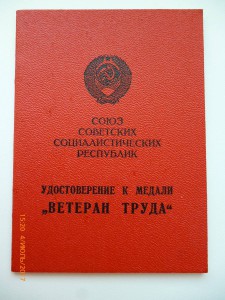 СОЮЗ
СОВЕТСКИХ
СОЦИАЛИСТИЧЕСКИХ
РЕСПУБЛИК
УДОСТОВЕРЕНИЕ К МЕДАЛИ
„ВЕТЕРАН ТРУДА“